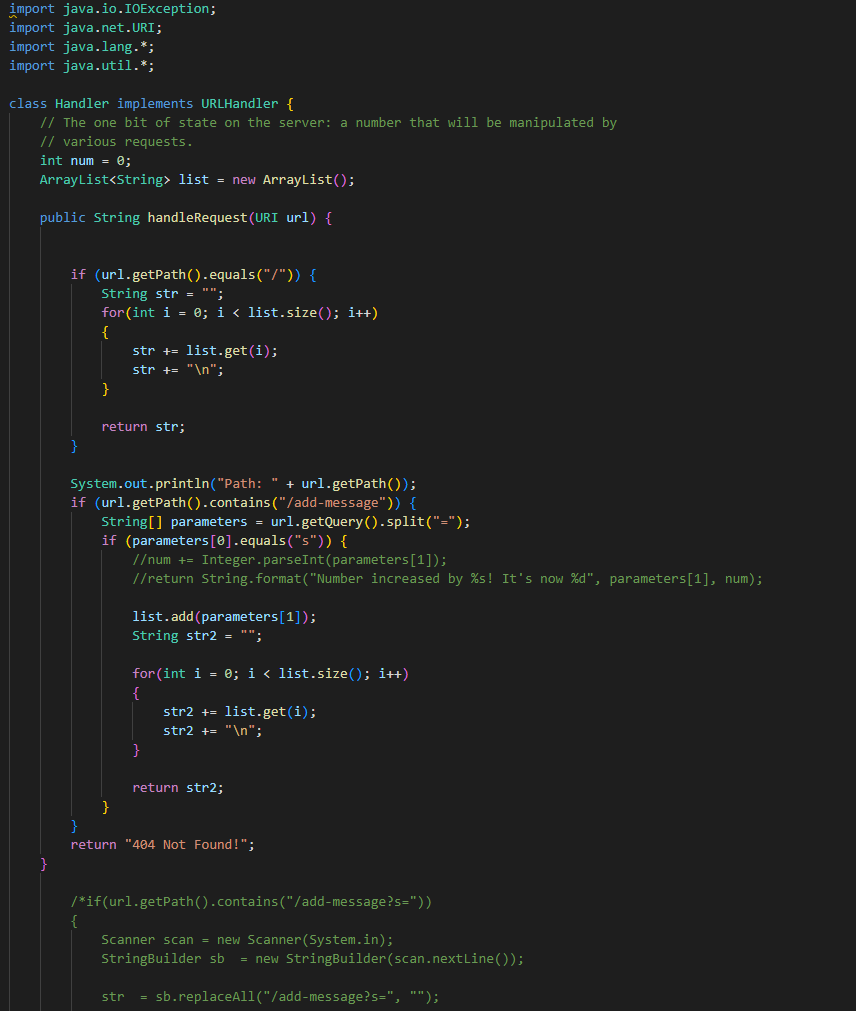 import java.io.IOException;
import java.net.URI;
import java.lang.*;
import java.util.*;
class Handler implements URLHandler {
// The one bit of state on the server: a number that will be manipulated by
// various requests.
int num = 0;
ArrayList<String> list = new ArrayList();
public String handleRequest(URI url) {
if (url.getPath().equals("/")) {
String str = "";
for(int i = 0; i < list.size(); i++)
{
str += list.get(i);
str += "\n";
}
return str;
}
System.out.println("Path: " + url.getPath());
if (url.getPath().contains("/add-message")) {
String[] parameters = url.getQuery().split("=");
if (parameters[0].equals("s")) {
//num += Integer.parseInt(parameters[1]);
//return String.format("Number increased by %s! It's now %d", parameters[1], num);
list.add(parameters[1]);
String str2 = "";
for(int i = 0; i < list.size(); i++)
{
str2 += list.get(i);
str2 += "\n";
}
return str2;
}
}
return "404 Not Found!";
}
/*if(url.getPath().contains("/add-message?s="))
{
Scanner scan = new Scanner(System.in);
StringBuilder sb  = new StringBuilder(scan.nextLine());
str  = sb.replaceAll("/add-message?s=", "");